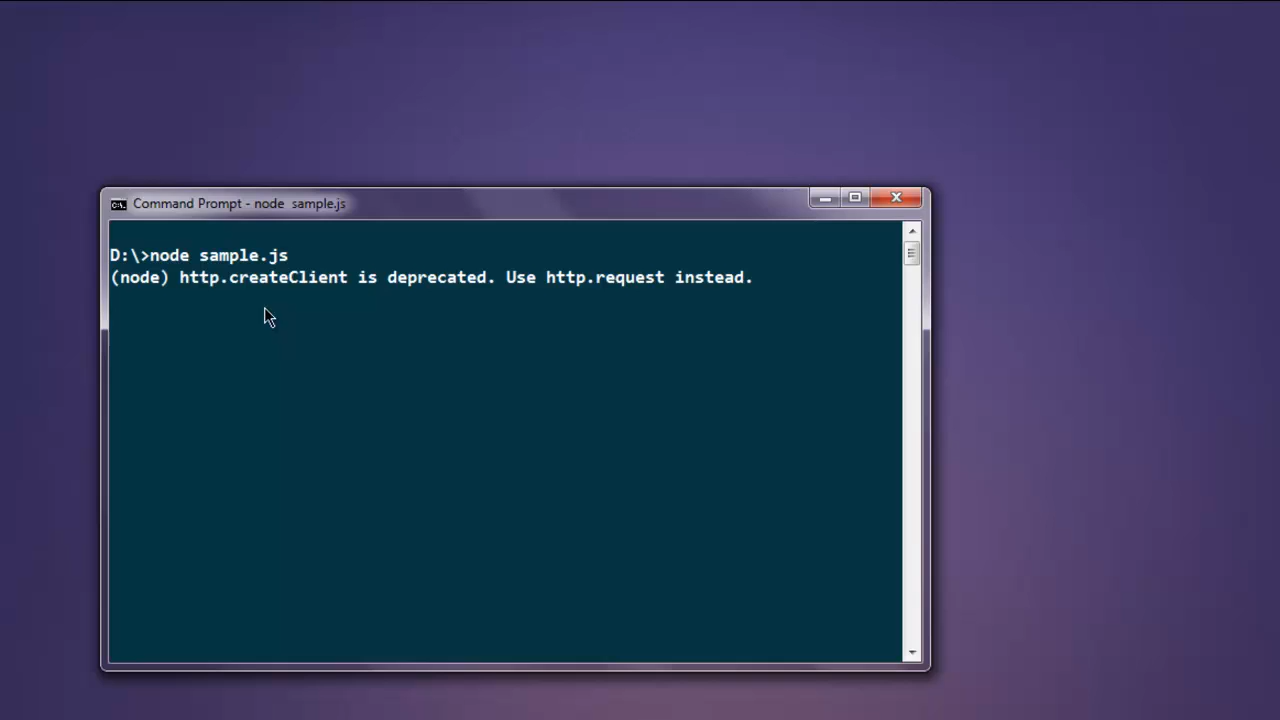 Command Prompt - node  sample.js
D:\>node sample.js
(node) http.createClient is deprecated. Use http.request instead.